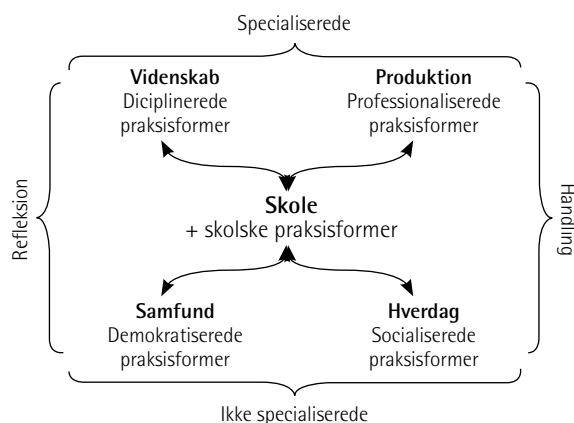 Specialiserede
Videnskab
Diciplinerede
praksisformer
Produktion
Professionaliserede
praksisformer
Refleksion
Skole
+ skolske praksisformer
Handling
Samfund
Demokratiserede
praksisformer
Hverdag
Socialiserede
praksisformer
Ikke specialiserede